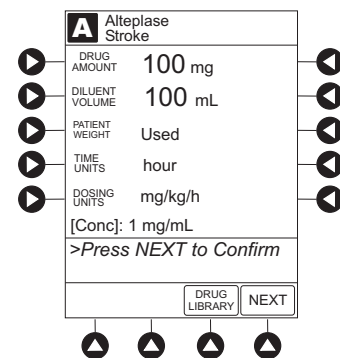 A Alteplase
Stroke
DRUG
AMOUNT 100 mg
DILUENT
VOLUME 100 mL
PATIENT
WEIGHT Used
TIME
UNITS hour
DOSING
UNITS mg/kg/h
[Conc]: 1 mg/mL
>Press NEXT to Confirm
DRUG
LIBRARY NEXT